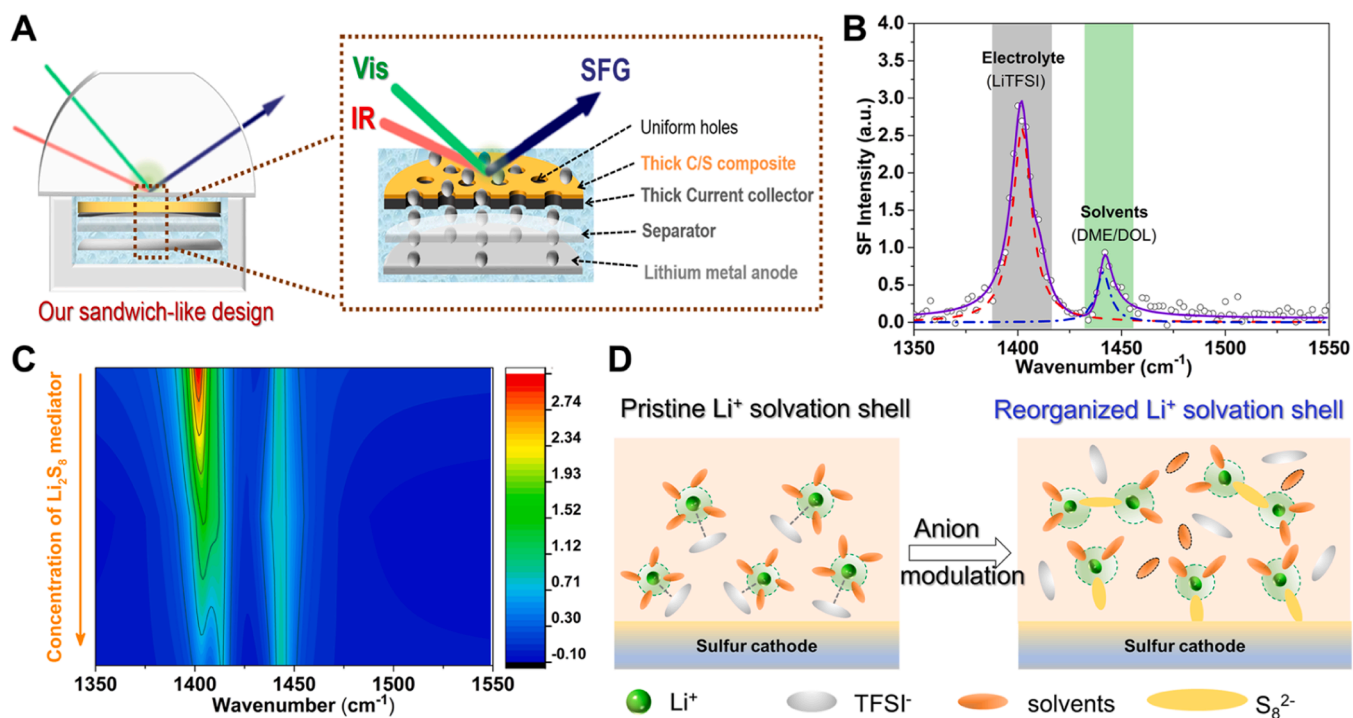 A
Vis
IR
SFG
Uniform holes
Thick C/S composite
Thick Current collector
Separator
Lithium metal anode
Our sandwich-like design
B
SF Intensity (a.u.)
4.0
3.5
3.0
2.5
2.0
1.5
1.0
0.5
0.0
Electrolyte
(LiTFSI)
Solvents
(DME/DOL)
1350
1400
1450
1500
1550
Wavenumber (cm⁻¹)
C
Concentration of Li₂S₈ mediator
2.74
2.34
1.93
1.52
1.12
0.71
0.30
-0.10
1350
1400
1450
1500
1550
Wavenumber (cm⁻¹)
D
Pristine Li⁺ solvation shell
Reorganized Li⁺ solvation shell
Anion
modulation
Sulfur cathode
Sulfur cathode
Li⁺
TFSI⁻
solvents
S₈²⁻